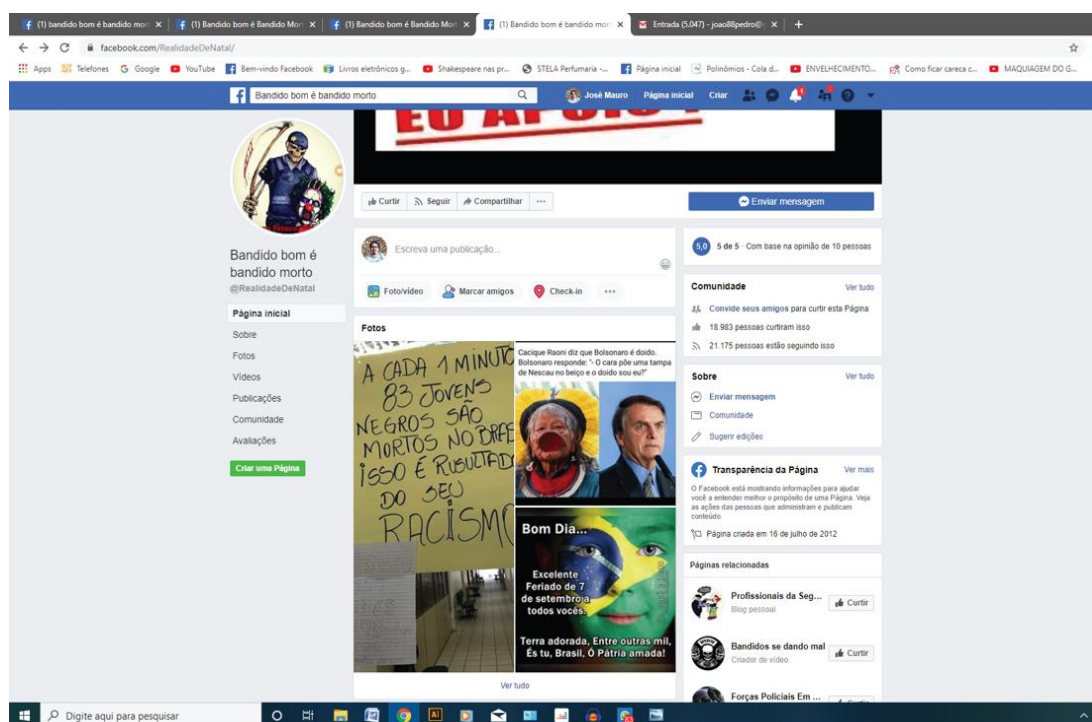 (1) bandido bom é bandido mor
(1) Bandido bom é Bandido Mor
(1) Bandido bom é Bandido Mor
(1) Bandido bom é bandido mor
Entrada (5.047) - joao88pedro@
facebook.com/RealidadeDeNatal/
Apps Telefones Google YouTube Bem-vindo Facebook Livros eletrônicos g... Shakespeare nas pr... STELA Perfumaria -... Página inicial Polinômios - Cola d... ENVELHECIMENTO... Como ficar careca c... MAQUIAGEM DO G...
Bandido bom é bandido morto
José Mauro Página inicial Criar
EU APOIO !
Curtir Seguir Compartilhar ...
Enviar mensagem
Bandido bom é
bandido morto
@RealidadeDeNatal
Página inicial
Sobre
Fotos
Vídeos
Publicações
Comunidade
Avaliações
Criar uma Página
Escreva uma publicação...
Foto/vídeo Marcar amigos Check-in ...
Fotos
A CADA 1 MINUTO
83 JOVENS
NEGROS SÃO
MORTOS NO BRAS
ISSO É RUSULTADO
DO SEU
RACISMO
Cacique Raoni diz que Bolsonaro é doido.
Bolsonaro responde: "- O cara põe uma tampa
de Nescau no beiço e o doido sou eu?"
Bom Dia...
Excelente
Feriado de 7
de setembro a
todos vocês.
Terra adorada, Entre outras mil,
És tu, Brasil, Ó Pátria amada!
Ver tudo
5,0 5 de 5 · Com base na opinião de 10 pessoas
Comunidade Ver tudo
Convide seus amigos para curtir esta Página
18.983 pessoas curtiram isso
21.175 pessoas estão seguindo isso
Sobre Ver tudo
Enviar mensagem
Comunidade
Sugerir edições
Transparência da Página Ver mais
O Facebook está mostrando informações para ajudar
você a entender melhor o propósito de uma Página. Veja
as ações das pessoas que administram e publicam
conteúdo.
Página criada em 16 de julho de 2012
Páginas relacionadas
Profissionais da Seg...
Blog pessoal
Curtir
Bandidos se dando mal
Criador de vídeo
Curtir
Forças Policiais Em ...
Curtir
Digite aqui para pesquisar